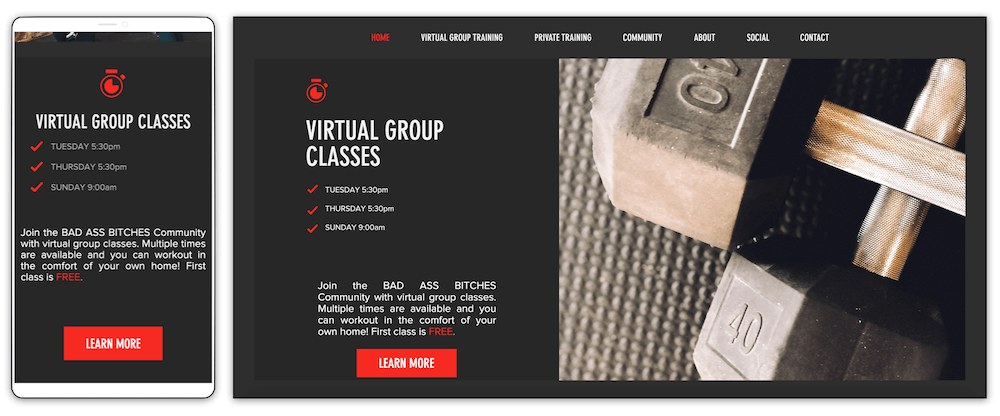 VIRTUAL GROUP CLASSES
TUESDAY 5:30pm
THURSDAY 5:30pm
SUNDAY 9:00am
Join the BAD ASS BITCHES Community
with virtual group classes. Multiple times
are available and you can workout in
the comfort of your own home! First
class is FREE.
LEARN MORE
HOME VIRTUAL GROUP TRAINING PRIVATE TRAINING COMMUNITY ABOUT SOCIAL CONTACT
VIRTUAL GROUP
CLASSES
TUESDAY 5:30pm
THURSDAY 5:30pm
SUNDAY 9:00am
Join the BAD ASS BITCHES
Community with virtual group classes.
Multiple times are available and you
can workout in the comfort of your
own home! First class is FREE.
LEARN MORE
40
40